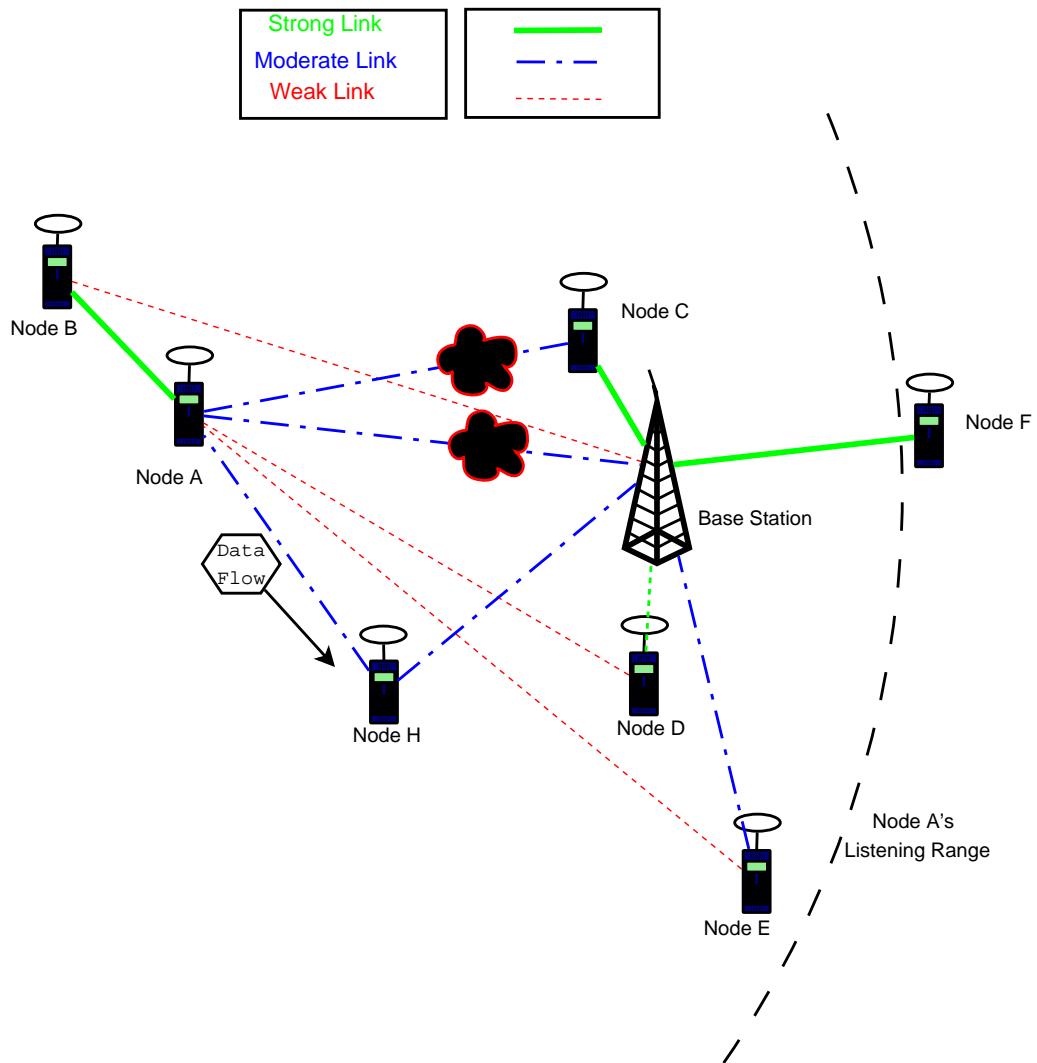 Strong Link
Moderate Link
Weak Link
Node B
Node C
Node F
Node A
Base Station
Data
Flow
Node H
Node D
Node A's
Listening Range
Node E